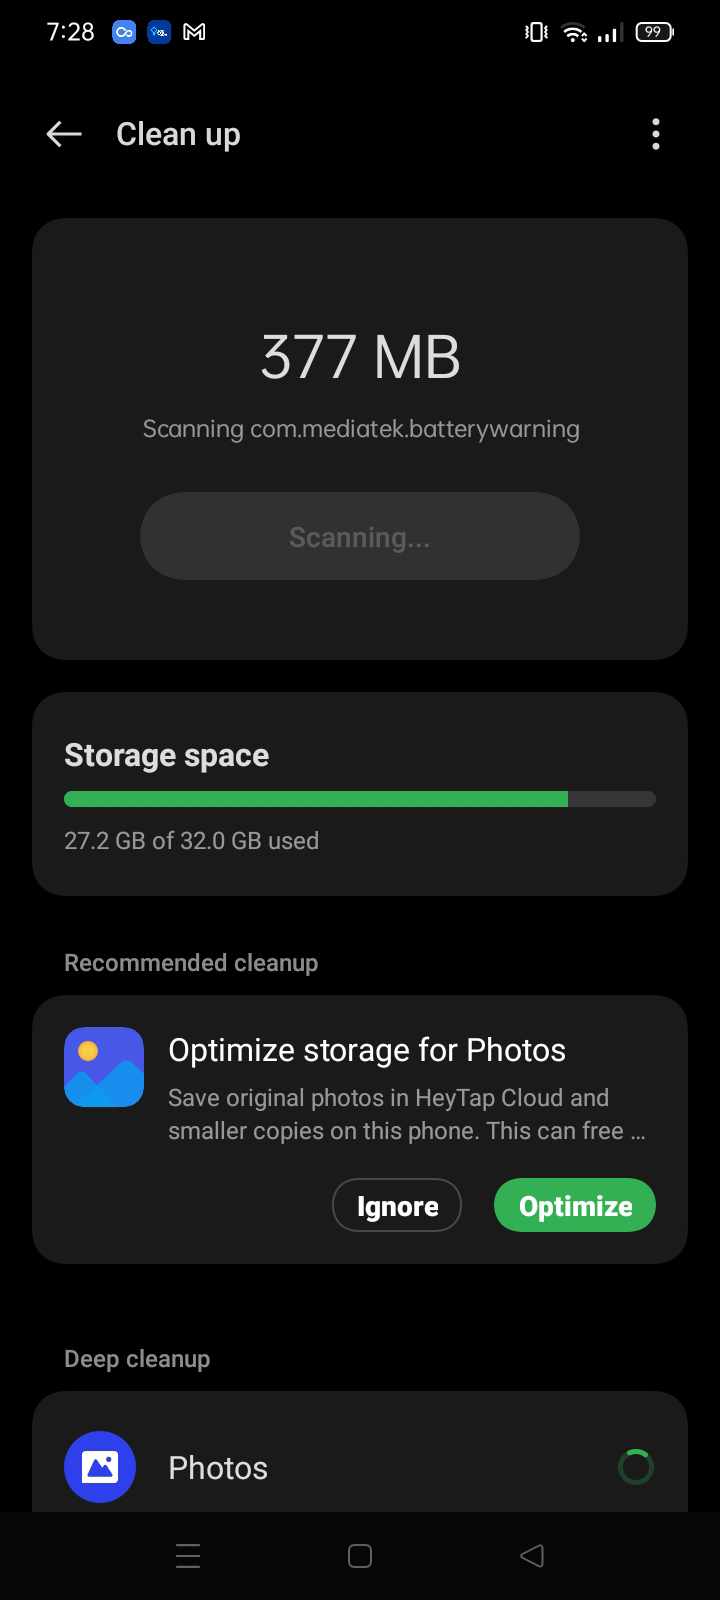 7:28
99
Clean up
377 MB
Scanning com.mediatek.batterywarning
Scanning...
Storage space
27.2 GB of 32.0 GB used
Recommended cleanup
Optimize storage for Photos
Save original photos in HeyTap Cloud and
smaller copies on this phone. This can free ...
Ignore
Optimize
Deep cleanup
Photos